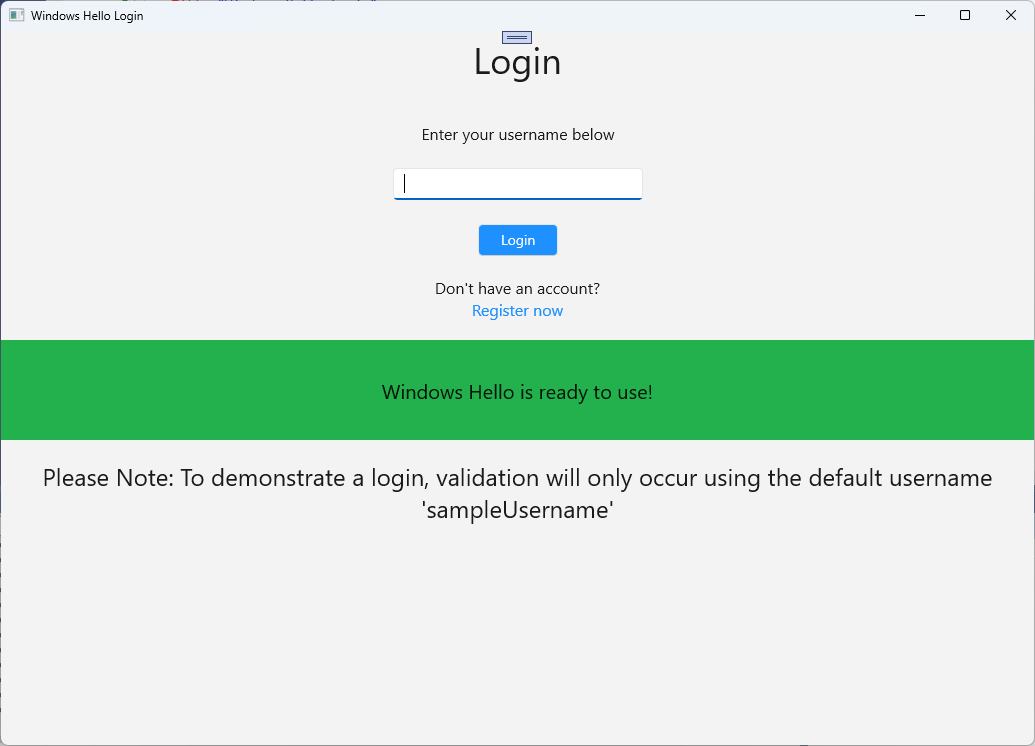 Windows Hello Login
Login
Enter your username below
Login
Don't have an account?
Register now
Windows Hello is ready to use!
Please Note: To demonstrate a login, validation will only occur using the default username
'sampleUsername'